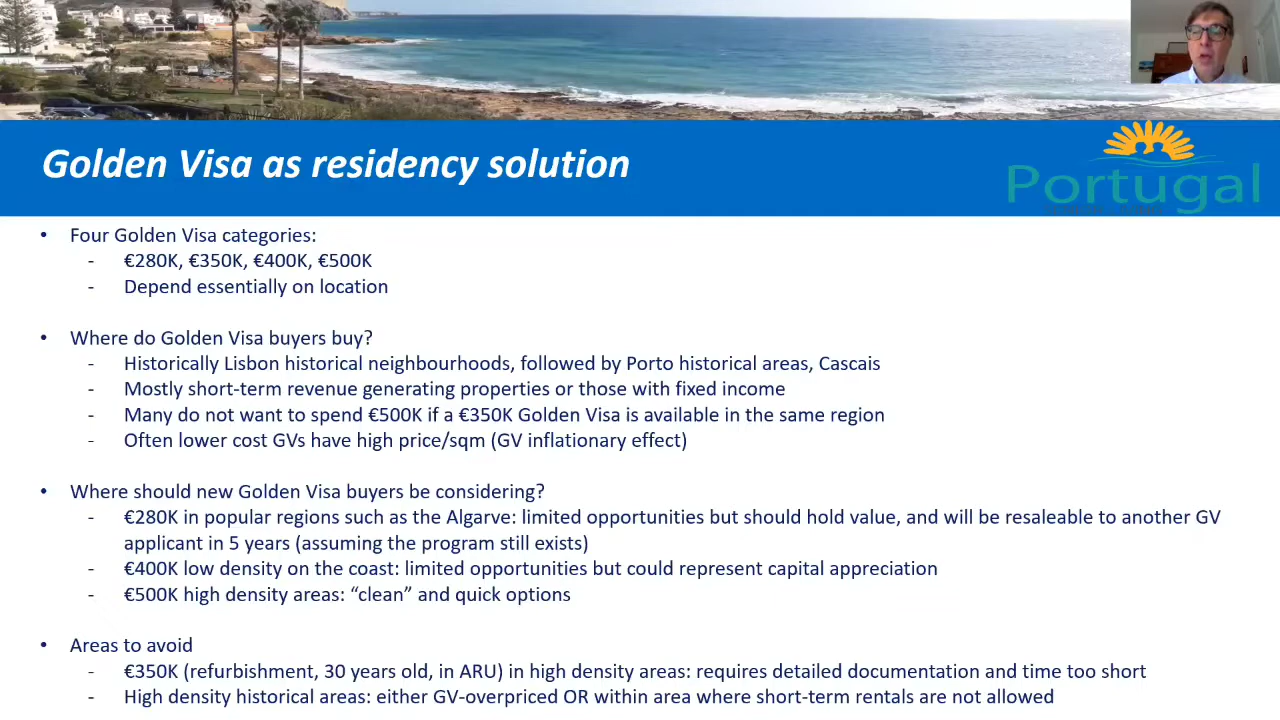 Golden Visa as residency solution
Portugal
• Four Golden Visa categories:
- €280K, €350K, €400K, €500K
- Depend essentially on location
• Where do Golden Visa buyers buy?
- Historically Lisbon historical neighbourhoods, followed by Porto historical areas, Cascais
- Mostly short-term revenue generating properties or those with fixed income
- Many do not want to spend €500K if a €350K Golden Visa is available in the same region
- Often lower cost GVs have high price/sqm (GV inflationary effect)
• Where should new Golden Visa buyers be considering?
- €280K in popular regions such as the Algarve: limited opportunities but should hold value, and will be resaleable to another GV
applicant in 5 years (assuming the program still exists)
- €400K low density on the coast: limited opportunities but could represent capital appreciation
- €500K high density areas: “clean” and quick options
• Areas to avoid
- €350K (refurbishment, 30 years old, in ARU) in high density areas: requires detailed documentation and time too short
- High density historical areas: either GV-overpriced OR within area where short-term rentals are not allowed